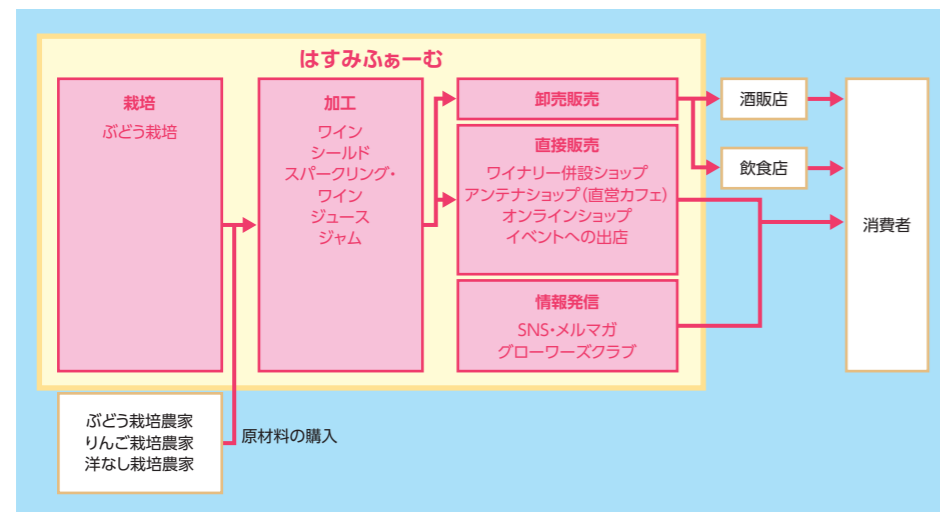 はすみふぁーむ
栽培
ぶどう栽培
加工
ワイン
シールド
スパークリング・
ワイン
ジュース
ジャム
卸売販売
直接販売
ワイナリー併設ショップ
アンテナショップ（直営カフェ）
オンラインショップ
イベントへの出店
情報発信
SNS・メルマガ
グローワーズクラブ
酒販店
飲食店
消費者
ぶどう栽培農家
りんご栽培農家
洋なし栽培農家
原材料の購入